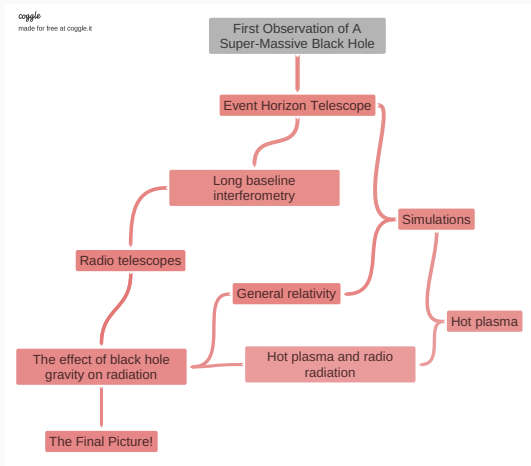 coggle
made for free at coggle.it
First Observation of A
Super-Massive Black Hole
Event Horizon Telescope
Long baseline
interferometry
Simulations
Radio telescopes
General relativity
Hot plasma
The effect of black hole
gravity on radiation
Hot plasma and radio
radiation
The Final Picture!